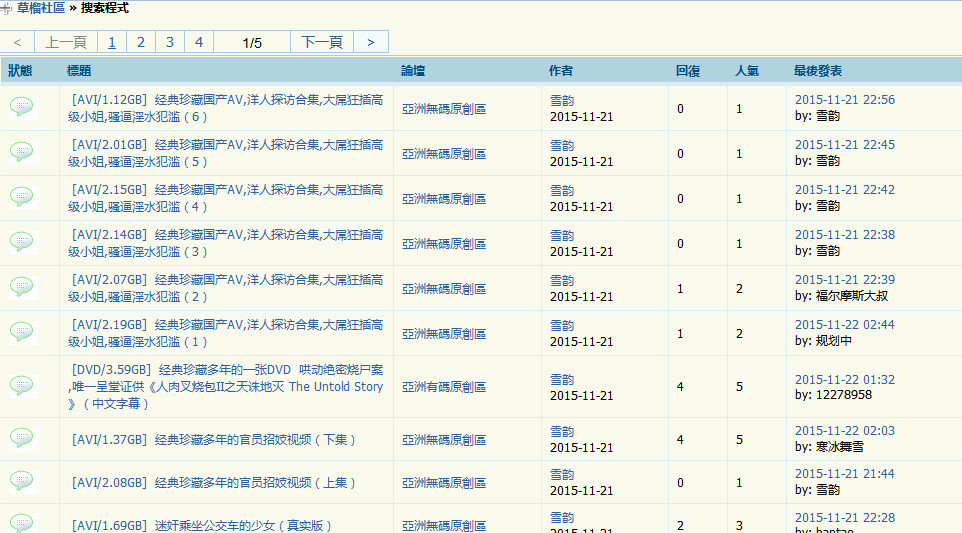 草榴社區 » 搜索程式
< 上一頁 1 2 3 4 1/5 下一頁 >
狀態 標題 論壇 作者 回復 人氣 最後發表
[AVI/1.12GB] 经典珍藏国产AV,洋人探访合集,大屌狂插高 亞洲無碼原創區 雪韵 0 1 2015-11-21 22:56
级小姐,骚逼淫水犯滥（6） 2015-11-21 by: 雪韵
[AVI/2.01GB] 经典珍藏国产AV,洋人探访合集,大屌狂插高 亞洲無碼原創區 雪韵 0 1 2015-11-21 22:45
级小姐,骚逼淫水犯滥（5） 2015-11-21 by: 雪韵
[AVI/2.15GB] 经典珍藏国产AV,洋人探访合集,大屌狂插高 亞洲無碼原創區 雪韵 0 1 2015-11-21 22:42
级小姐,骚逼淫水犯滥（4） 2015-11-21 by: 雪韵
[AVI/2.14GB] 经典珍藏国产AV,洋人探访合集,大屌狂插高 亞洲無碼原創區 雪韵 0 1 2015-11-21 22:38
级小姐,骚逼淫水犯滥（3） 2015-11-21 by: 雪韵
[AVI/2.07GB] 经典珍藏国产AV,洋人探访合集,大屌狂插高 亞洲無碼原創區 雪韵 1 2 2015-11-21 22:39
级小姐,骚逼淫水犯滥（2） 2015-11-21 by: 福尔摩斯大叔
[AVI/2.19GB] 经典珍藏国产AV,洋人探访合集,大屌狂插高 亞洲無碼原創區 雪韵 1 2 2015-11-22 02:44
级小姐,骚逼淫水犯滥（1） 2015-11-21 by: 规划中
[DVD/3.59GB] 经典珍藏多年的一张DVD 哄动绝密烧尸案
,唯一呈堂证供《人肉叉烧包II之天诛地灭 The Untold Story 亞洲有碼原創區 雪韵 4 5 2015-11-22 01:32
》（中文字幕） 2015-11-21 by: 12278958
[AVI/1.37GB] 经典珍藏多年的官员招妓视频（下集） 亞洲無碼原創區 雪韵 4 5 2015-11-22 02:03
2015-11-21 by: 寒冰舞雪
[AVI/2.08GB] 经典珍藏多年的官员招妓视频（上集） 亞洲無碼原創區 雪韵 0 1 2015-11-21 21:44
2015-11-21 by: 雪韵
[AVI/1.69GB] 迷奸乘坐公交车的少女（真实版） 亞洲無碼原創區 雪韵 2 3 2015-11-21 22:28
2015-11-21